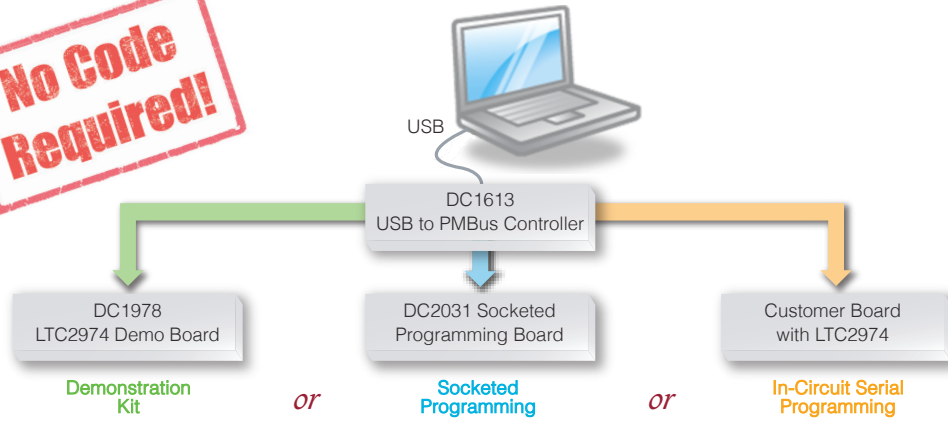 No Code
Required!
USB
DC1613
USB to PMBus Controller
DC1978
LTC2974 Demo Board
DC2031 Socketed
Programming Board
Customer Board
with LTC2974
Demonstration
Kit
or
Socketed
Programming
or
In-Circuit Serial
Programming